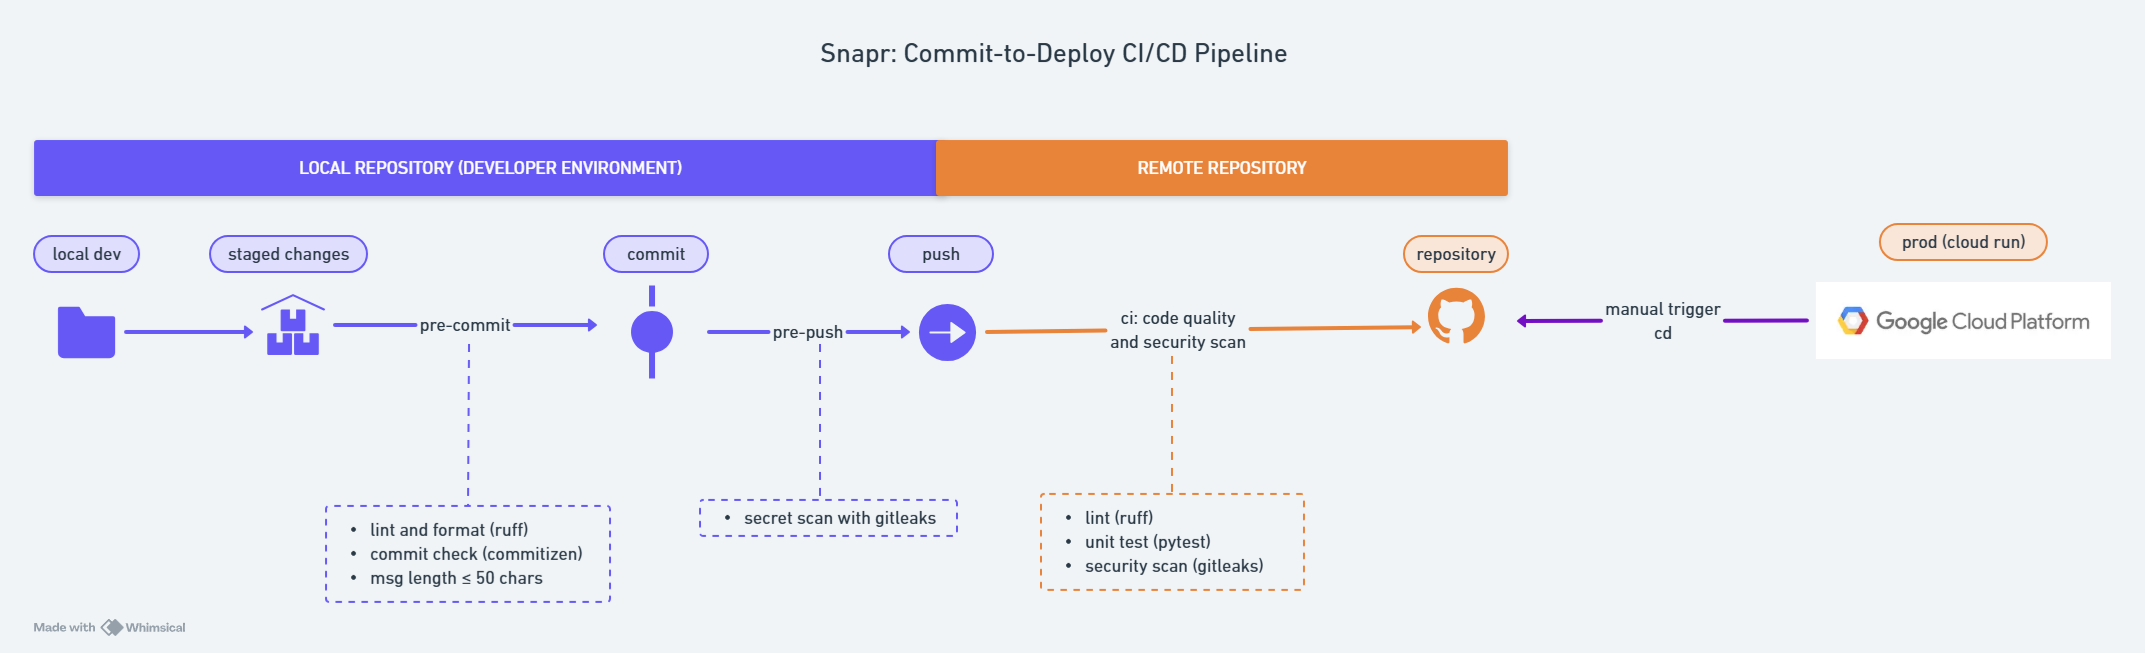 Snapr: Commit-to-Deploy CI/CD Pipeline
LOCAL REPOSITORY (DEVELOPER ENVIRONMENT)
REMOTE REPOSITORY
local dev
staged changes
commit
push
repository
prod (cloud run)
pre-commit
pre-push
ci: code quality
and security scan
manual trigger
cd
Google Cloud Platform
• lint and format (ruff)
• commit check (commitizen)
• msg length ≤ 50 chars
• secret scan with gitleaks
• lint (ruff)
• unit test (pytest)
• security scan (gitleaks)
Made with Whimsical